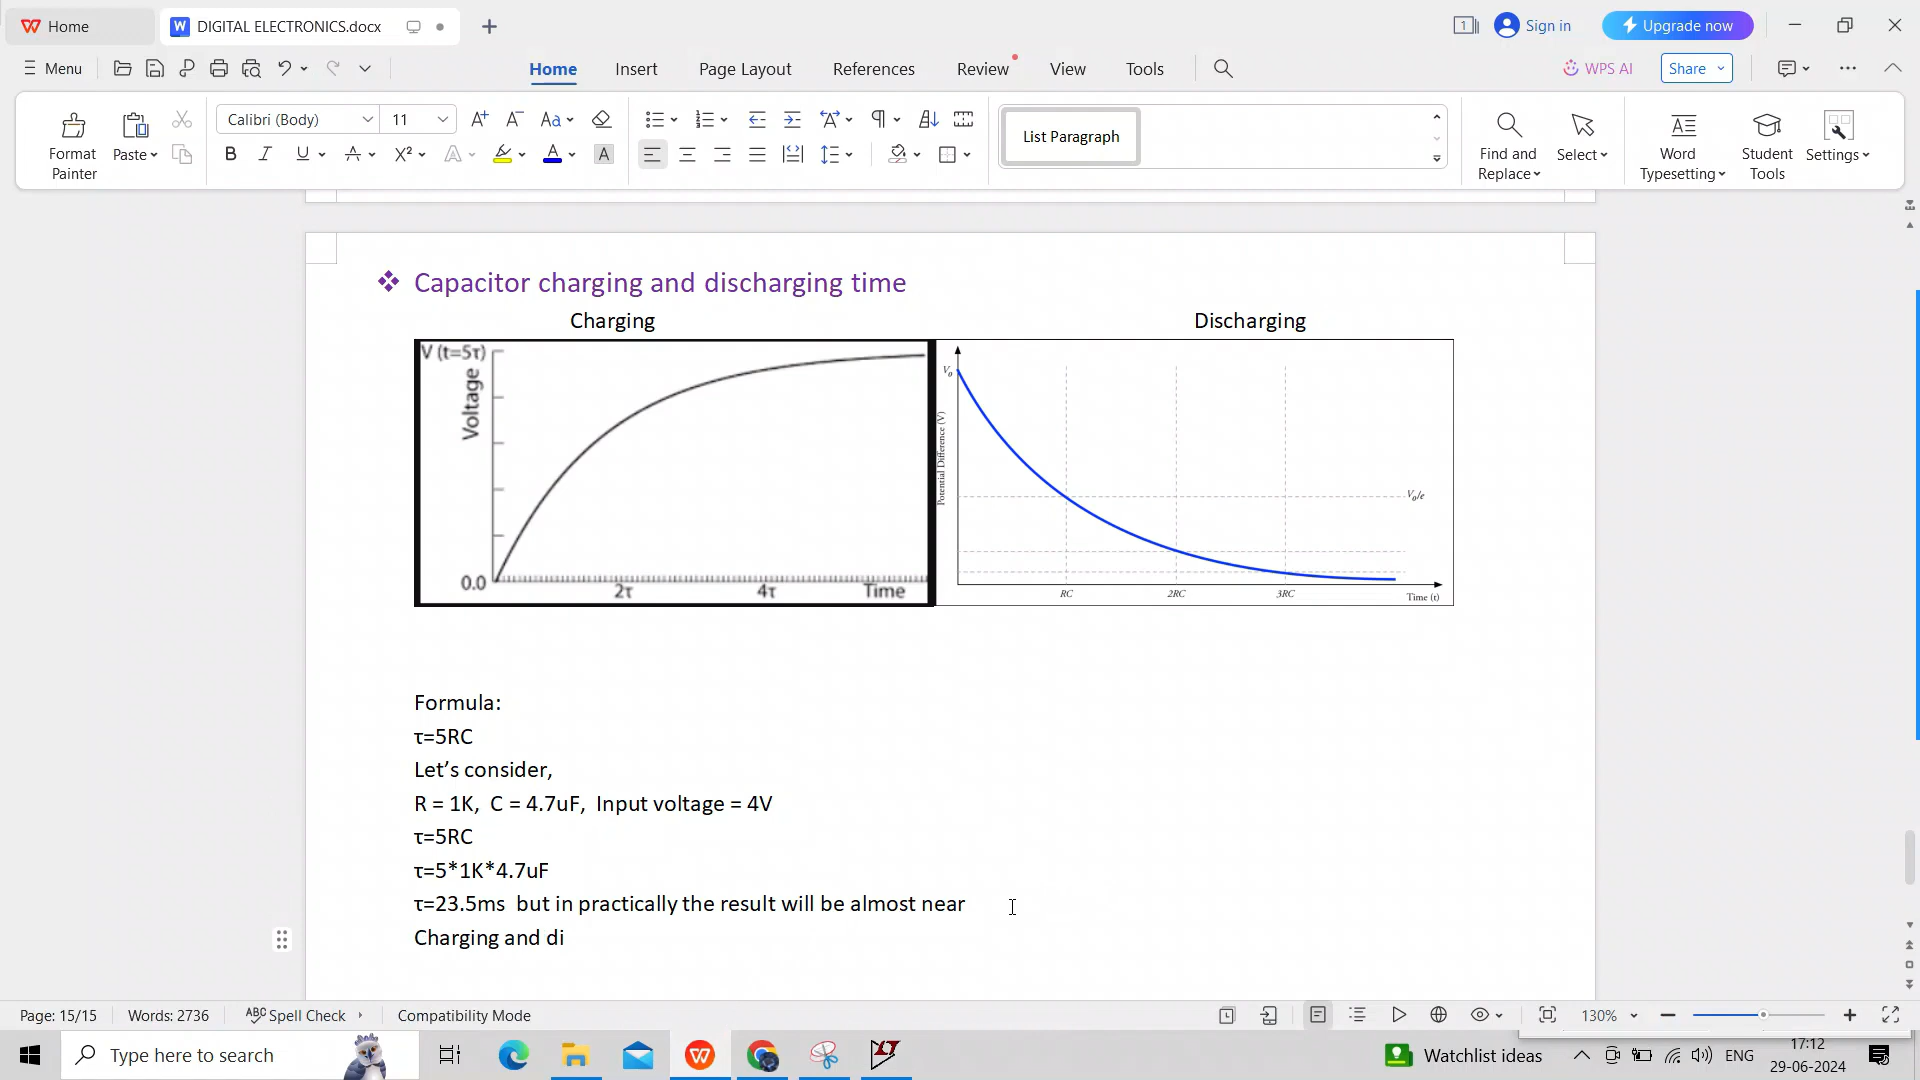 Home
DIGITAL ELECTRONICS.docx
1
Sign in
Upgrade now
Menu
Home
Insert
Page Layout
References
Review
View
Tools
WPS AI
Share
Format Painter
Paste
Calibri (Body)
11
List Paragraph
Find and Replace
Select
Word Typesetting
Student Tools
Settings
Capacitor charging and discharging time
Charging
Discharging
V (t=5τ)
Voltage
0.0
2τ
4τ
Time
V₀
Potential Difference (V)
V₀/e
RC
2RC
3RC
Time (t)
Formula:
τ=5RC
Let’s consider,
R = 1K,  C = 4.7uF,  Input voltage = 4V
τ=5RC
τ=5*1K*4.7uF
τ=23.5ms  but in practically the result will be almost near
Charging and di
Page: 15/15
Words: 2736
Spell Check
Compatibility Mode
130%
Type here to search
Watchlist ideas
ENG
17:12
29-06-2024